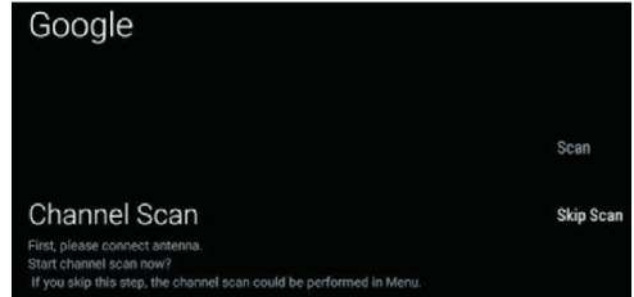 Google
Scan
Channel Scan
Skip Scan
First, please connect antenna.
Start channel scan now?
If you skip this step, the channel scan could be performed in Menu.